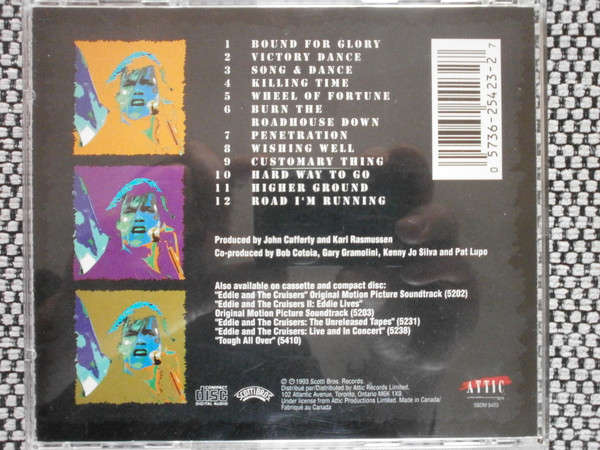 1 BOUND FOR GLORY
2 VICTORY DANCE
3 SONG & DANCE
4 KILLING TIME
5 WHEEL OF FORTUNE
6 BURN THE
ROADHOUSE DOWN
7 PENETRATION
8 WISHING WELL
9 CUSTOMARY THING
10 HARD WAY TO GO
11 HIGHER GROUND
12 ROAD I'M RUNNING
0 5736-25423-2 7
Produced by John Cafferty and Karl Rasmussen
Co-produced by Bob Cotoia, Gary Gramolini, Kenny Jo Silva and Pat Lupo
Also available on cassette and compact disc:
"Eddie and The Cruisers" Original Motion Picture Soundtrack (5202)
"Eddie and The Cruisers II: Eddie Lives"
Original Motion Picture Soundtrack (5203)
"Eddie and The Cruisers: The Unreleased Tapes" (5231)
"Eddie and The Cruisers: Live and In Concert" (5238)
"Tough All Over" (5410)
COMPACT
disc
DIGITAL AUDIO
SCOTTI BROS
© ℗ 1993 Scotti Bros. Records.
Distribué par/Distributed by Attic Records Limited,
102 Atlantic Avenue, Toronto, Ontario M6K 1X9.
Under license from Attic Productions Limited. Made in Canada/
Fabriqué au Canada
ATTIC